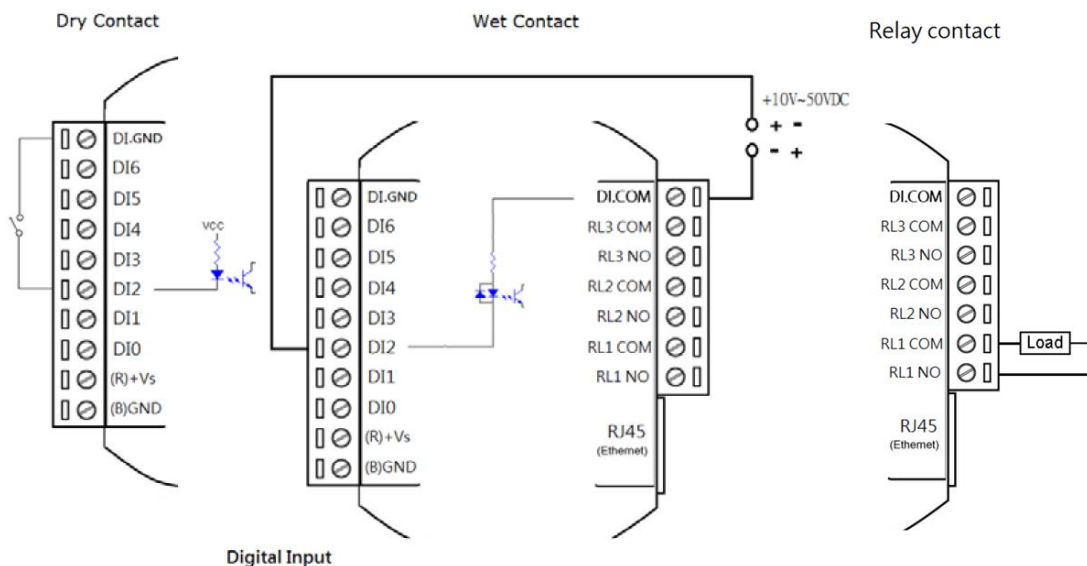 Dry Contact
Wet Contact
Relay contact
DI.GND
DI6
DI5
DI4
DI3
DI2
DI1
DI0
(R)+Vs
(B)GND
VCC
DI.GND
DI6
DI5
DI4
DI3
DI2
DI1
DI0
(R)+Vs
(B)GND
+10V~50VDC
+ -
- +
DI.COM
RL3 COM
RL3 NO
RL2 COM
RL2 NO
RL1 COM
RL1 NO
RJ45
(Ethernet)
DI.COM
RL3 COM
RL3 NO
RL2 COM
RL2 NO
RL1 COM
RL1 NO
Load
RJ45
(Ethernet)
Digital Input